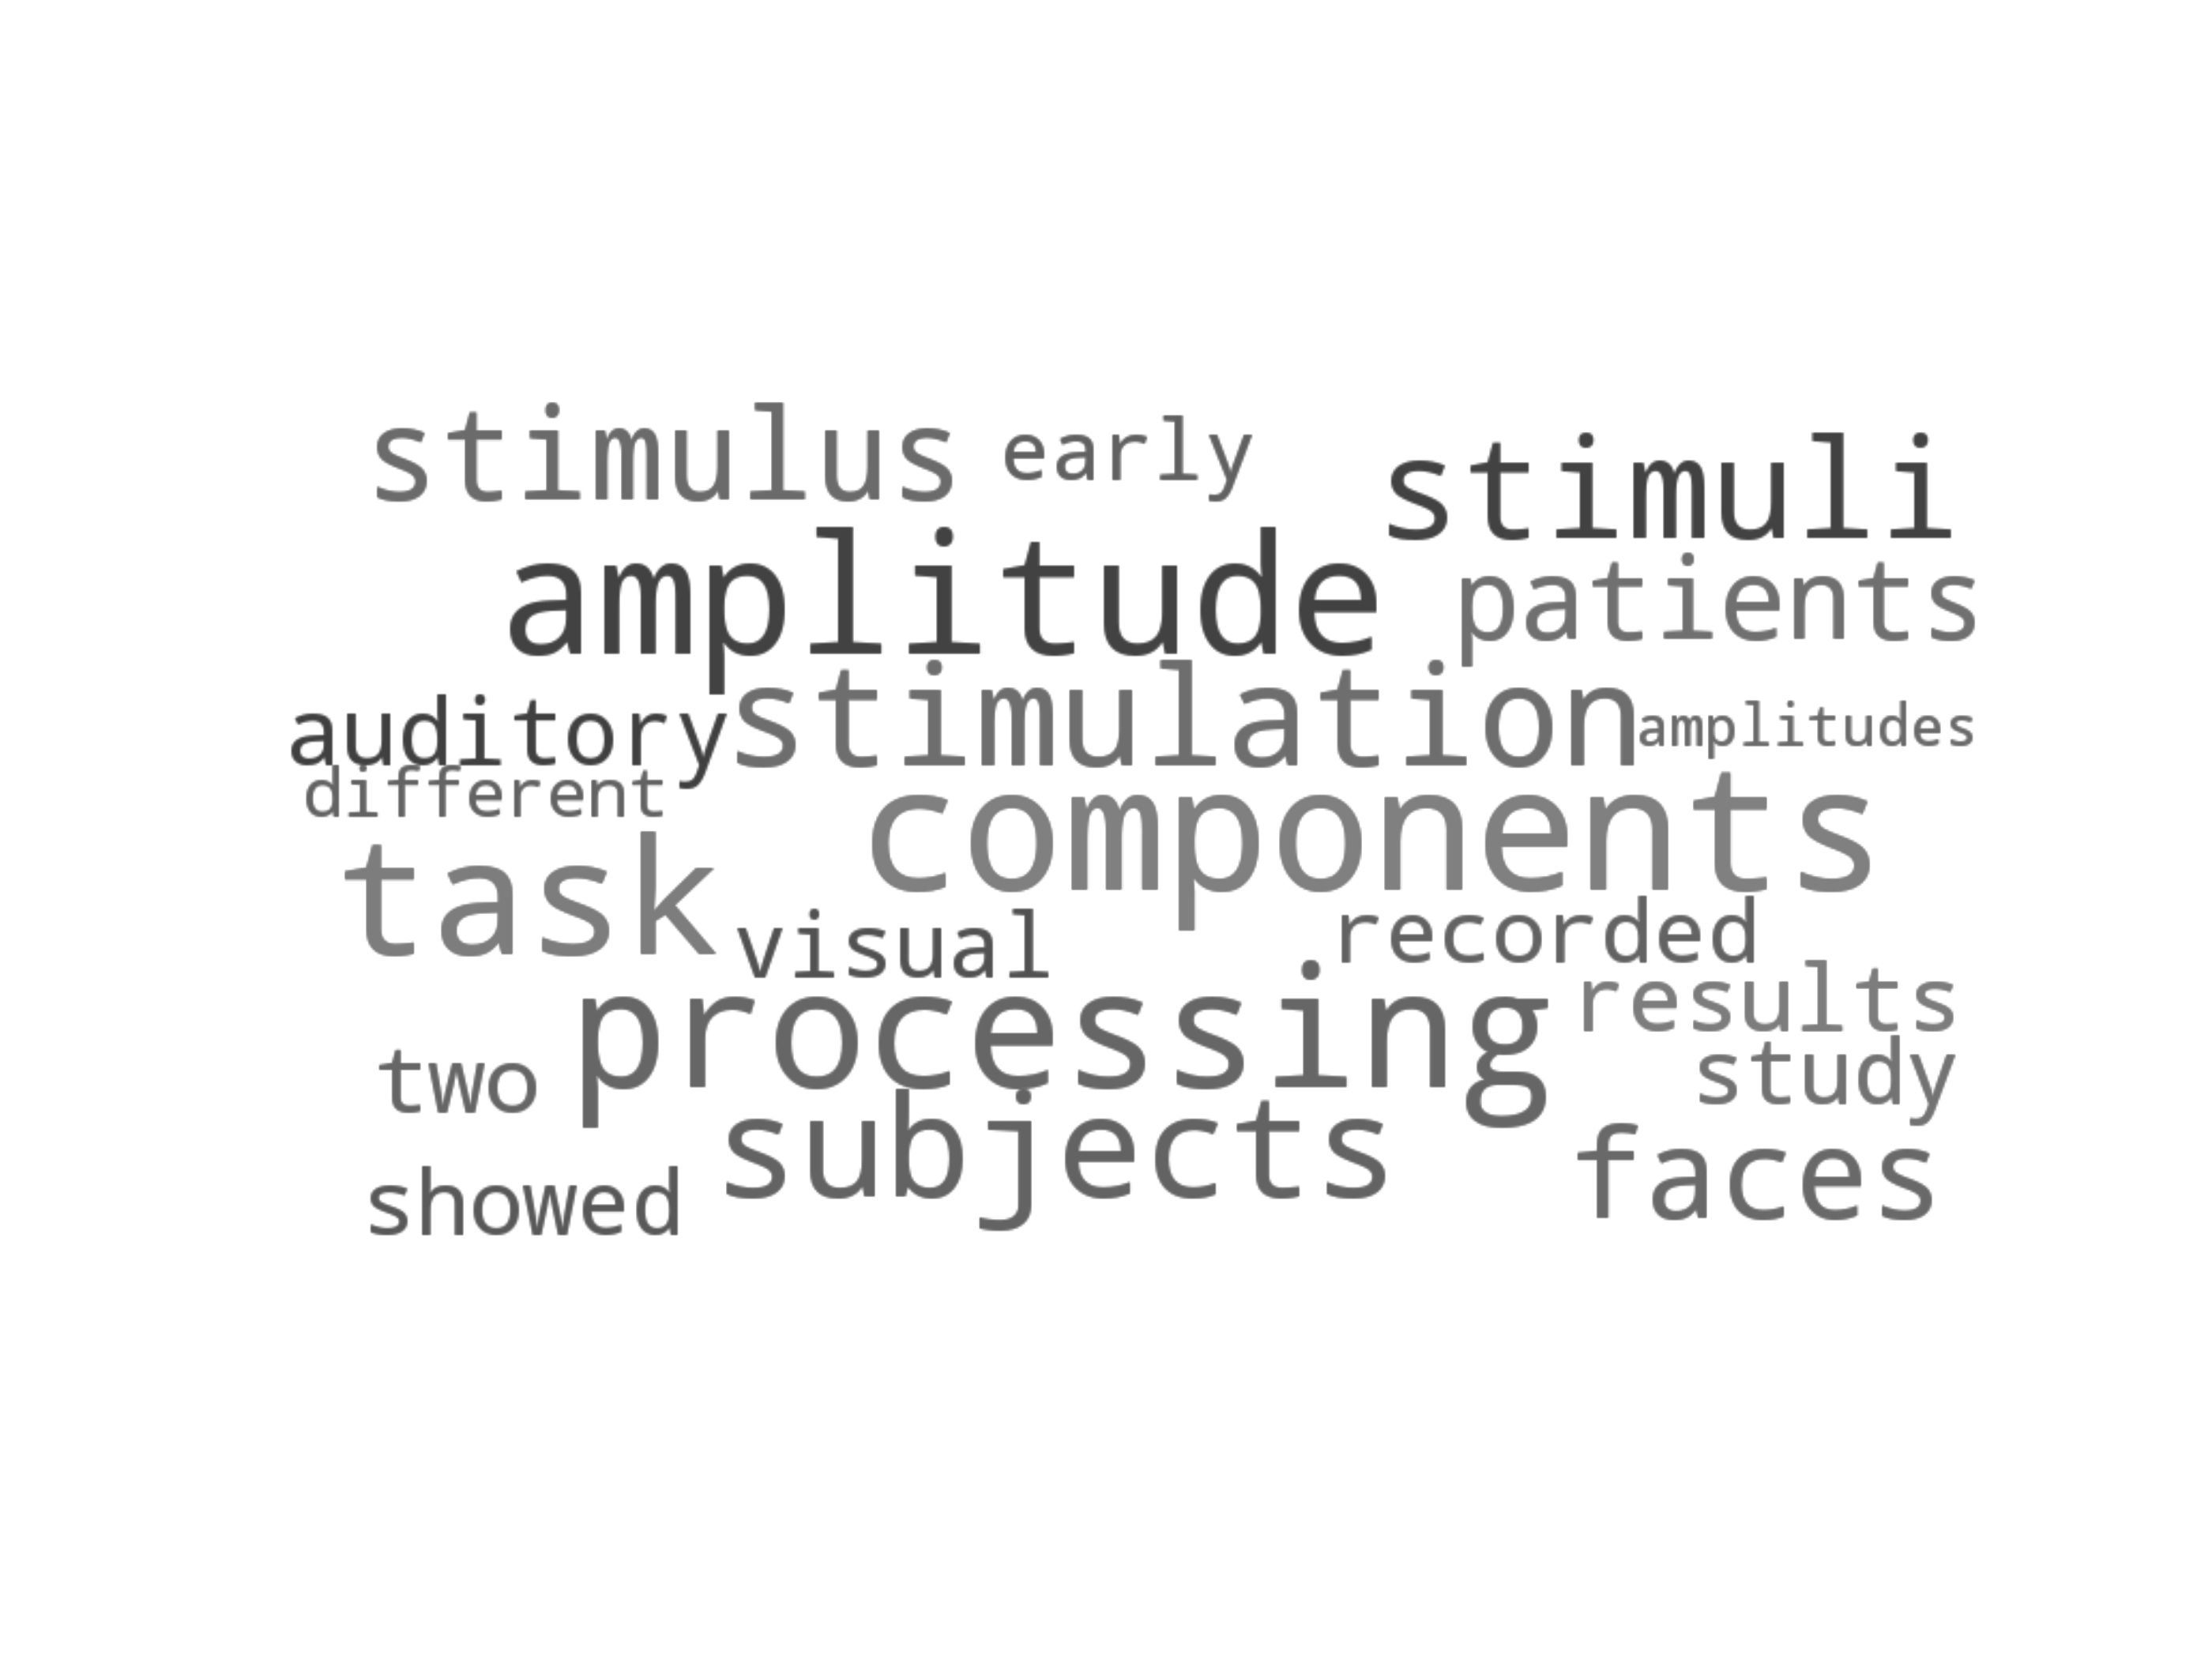 stimulus early stimuli
amplitude patients
auditory stimulation amplitudes
different components
task
visual recorded
processing results
two study
subjects faces
showed